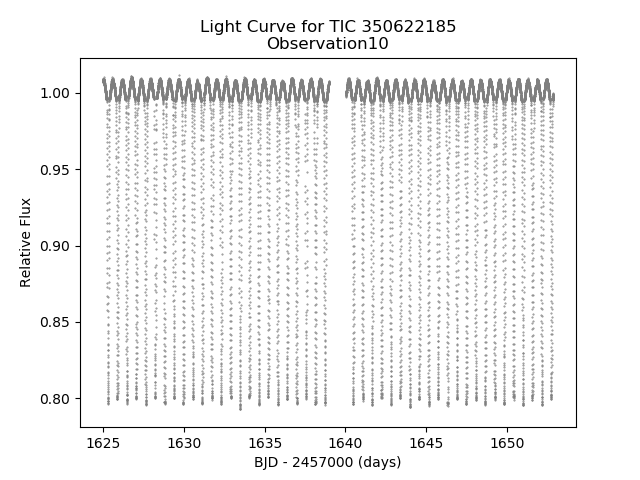 Light Curve for TIC 350622185
Observation10
1.00
0.95
0.90
0.85
0.80
Relative Flux
1625
1630
1635
1640
1645
1650
BJD - 2457000 (days)